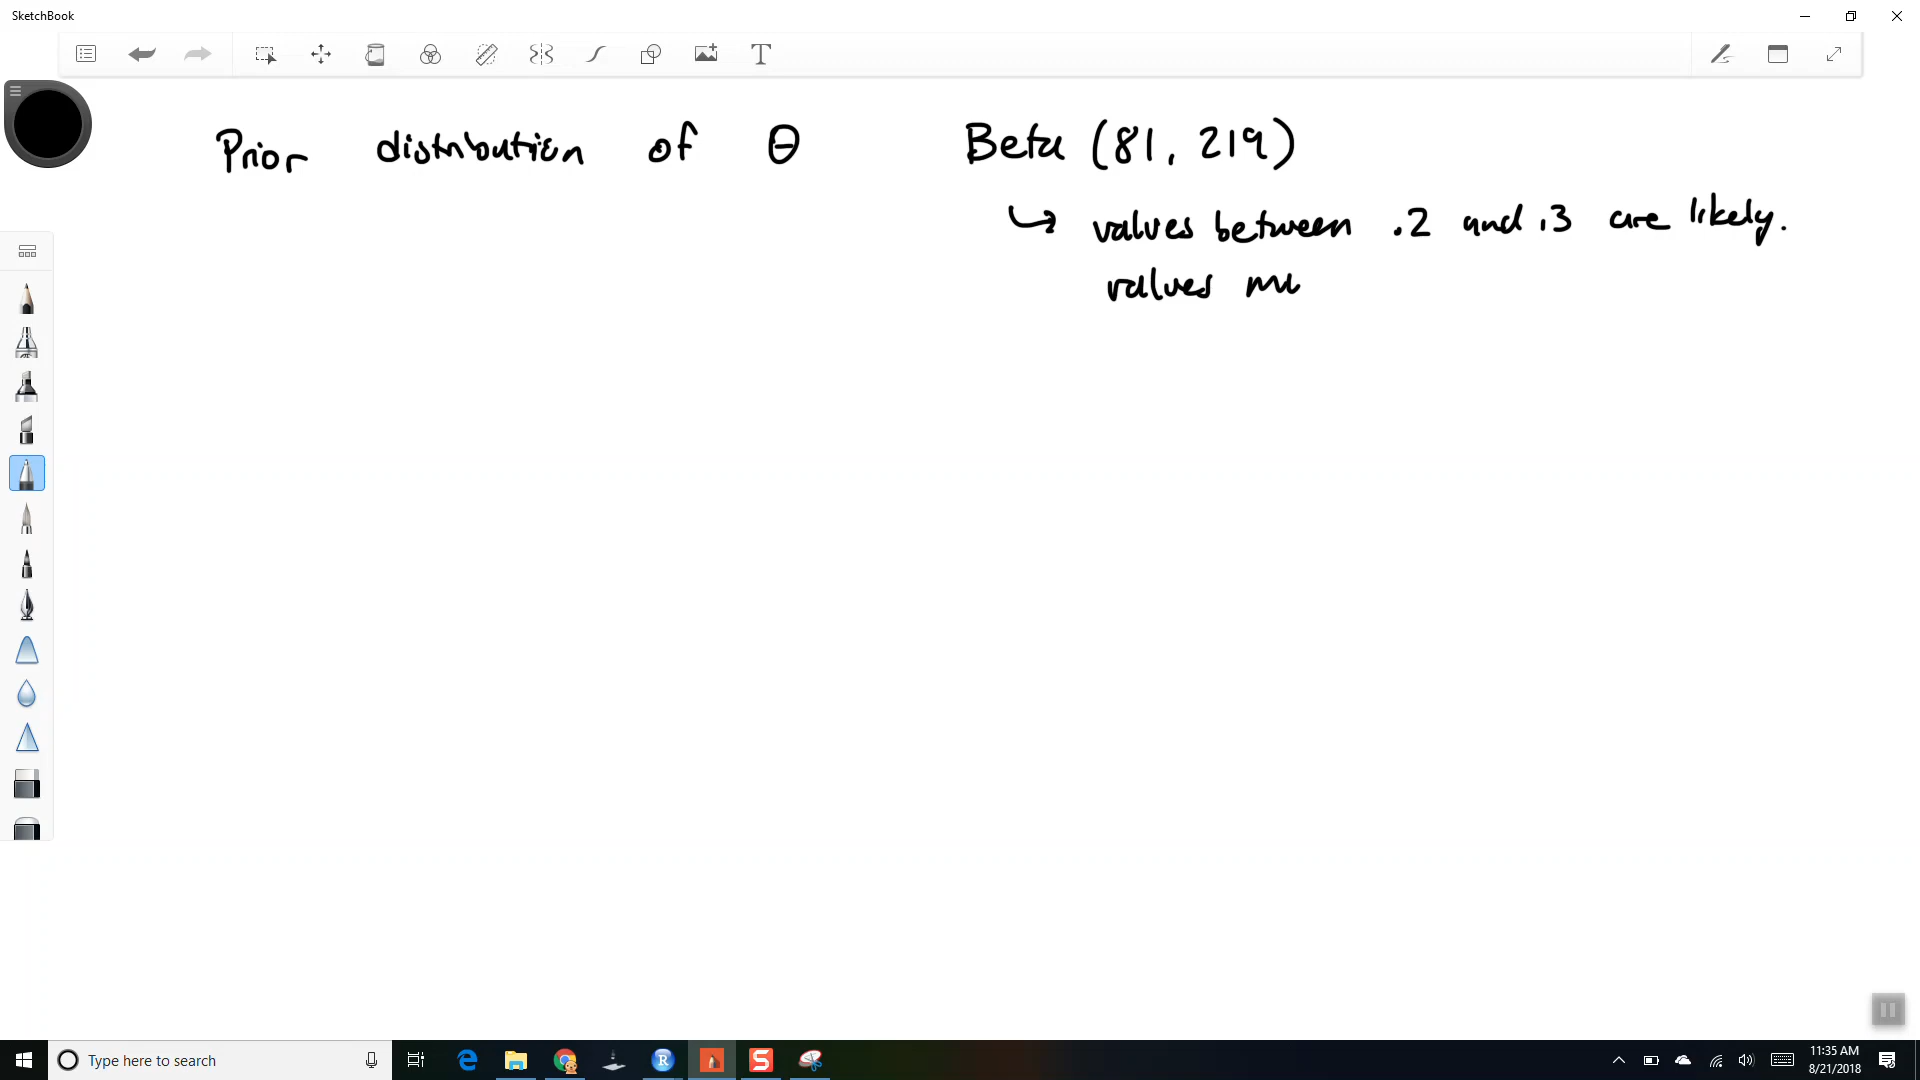 SketchBook
Prior distribution of θ Beta (81, 219)
↳ values between .2 and .3 are likely.
values mu
Type here to search
11:35 AM
8/21/2018